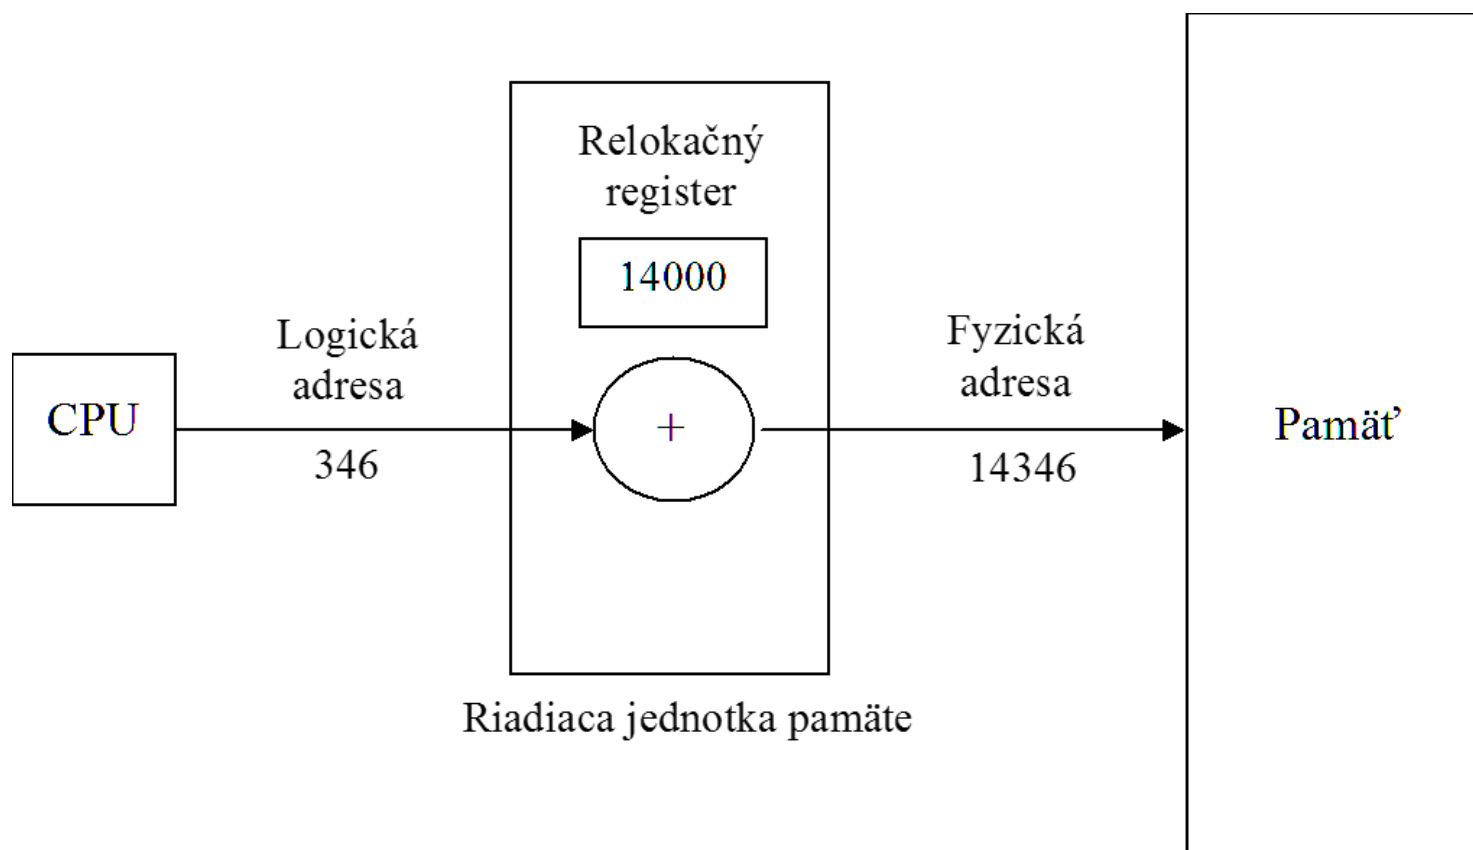 Relokačný
register
14000
Logická
adresa
346
CPU
+
Fyzická
adresa
14346
Pamäť
Riadiaca jednotka pamäte